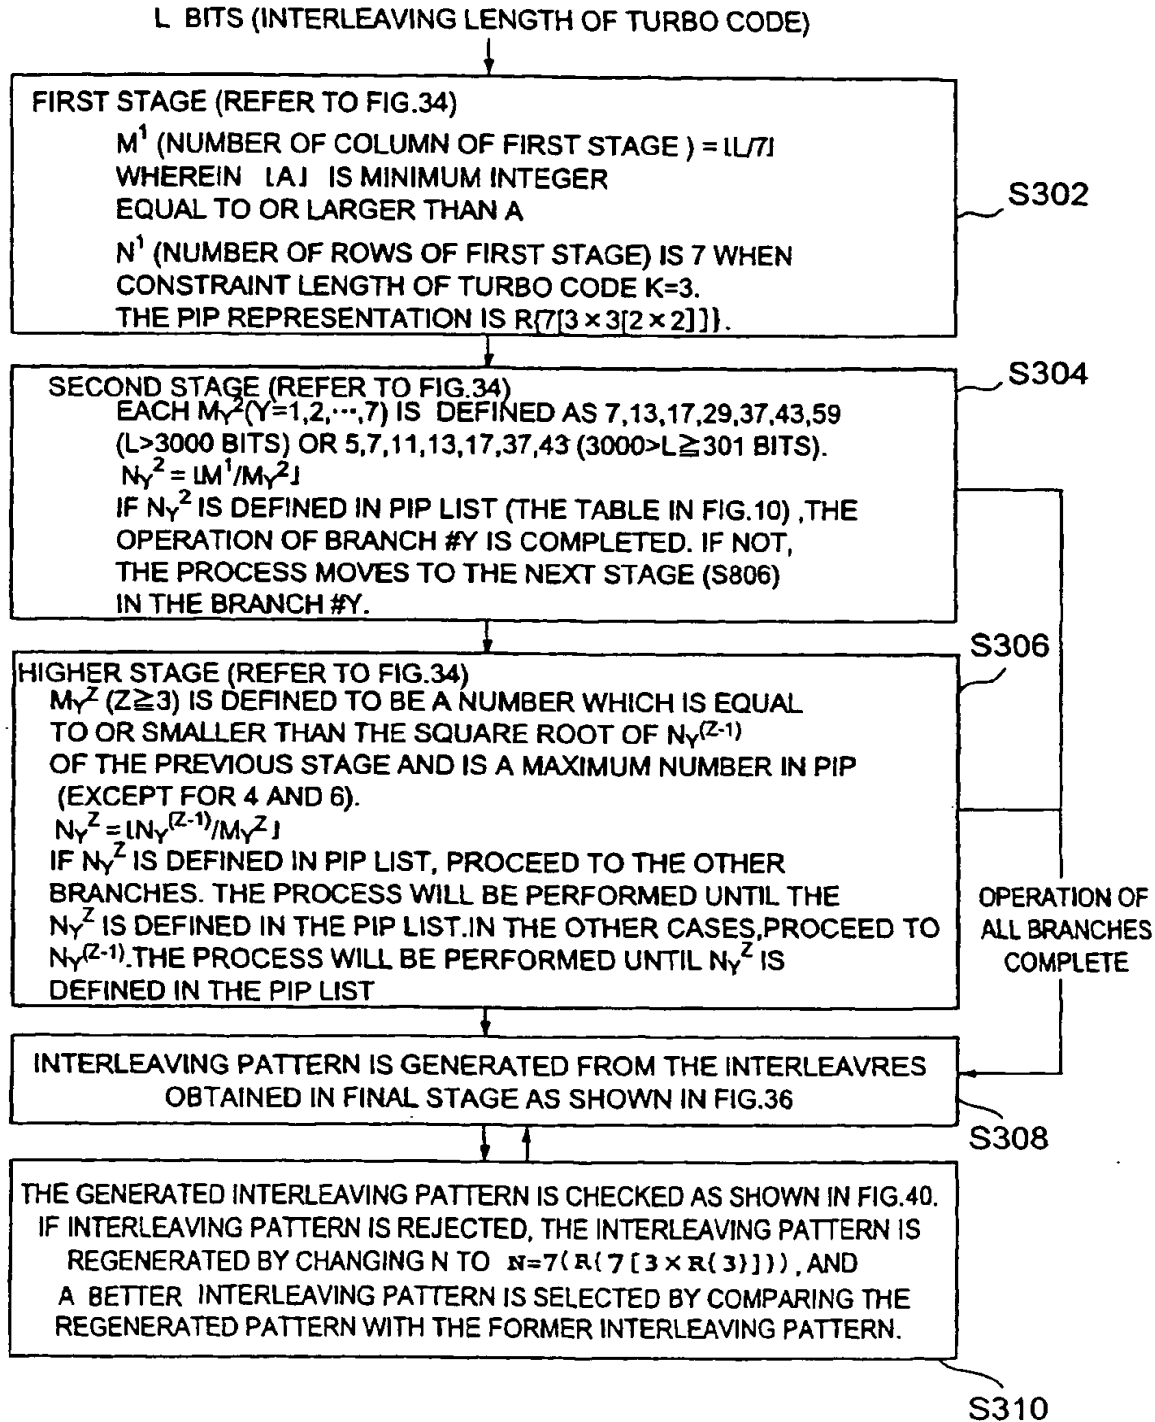 L BITS (INTERLEAVING LENGTH OF TURBO CODE)
FIRST STAGE (REFER TO FIG.34)
M¹ (NUMBER OF COLUMN OF FIRST STAGE ) = ⌊L/7⌋
WHEREIN ⌊A⌋ IS MINIMUM INTEGER
EQUAL TO OR LARGER THAN A
N¹ (NUMBER OF ROWS OF FIRST STAGE) IS 7 WHEN
CONSTRAINT LENGTH OF TURBO CODE K=3.
THE PIP REPRESENTATION IS R{7[3×3[2×2]]}.
S302
SECOND STAGE (REFER TO FIG.34)
EACH M_Y²(Y=1,2,···,7) IS DEFINED AS 7,13,17,29,37,43,59
(L>3000 BITS) OR 5,7,11,13,17,37,43 (3000>L≧301 BITS).
N_Y² = ⌊M¹/M_Y²⌋
IF N_Y² IS DEFINED IN PIP LIST (THE TABLE IN FIG.10) ,THE
OPERATION OF BRANCH #Y IS COMPLETED. IF NOT,
THE PROCESS MOVES TO THE NEXT STAGE (S806)
IN THE BRANCH #Y.
S304
HIGHER STAGE (REFER TO FIG.34)
M_Y^Z (Z≧3) IS DEFINED TO BE A NUMBER WHICH IS EQUAL
TO OR SMALLER THAN THE SQUARE ROOT OF N_Y^(Z-1)
OF THE PREVIOUS STAGE AND IS A MAXIMUM NUMBER IN PIP
(EXCEPT FOR 4 AND 6).
N_Y^Z = ⌊N_Y^(Z-1)/M_Y^Z⌋
IF N_Y^Z IS DEFINED IN PIP LIST, PROCEED TO THE OTHER
BRANCHES. THE PROCESS WILL BE PERFORMED UNTIL THE
N_Y^Z IS DEFINED IN THE PIP LIST.IN THE OTHER CASES,PROCEED TO
N_Y^(Z-1).THE PROCESS WILL BE PERFORMED UNTIL N_Y^Z IS
DEFINED IN THE PIP LIST
S306
OPERATION OF
ALL BRANCHES
COMPLETE
INTERLEAVING PATTERN IS GENERATED FROM THE INTERLEAVRES
OBTAINED IN FINAL STAGE AS SHOWN IN FIG.36
S308
THE GENERATED INTERLEAVING PATTERN IS CHECKED AS SHOWN IN FIG.40.
IF INTERLEAVING PATTERN IS REJECTED, THE INTERLEAVING PATTERN IS
REGENERATED BY CHANGING N TO N=7(R{7[3×R{3}]}), AND
A BETTER INTERLEAVING PATTERN IS SELECTED BY COMPARING THE
REGENERATED PATTERN WITH THE FORMER INTERLEAVING PATTERN.
S310